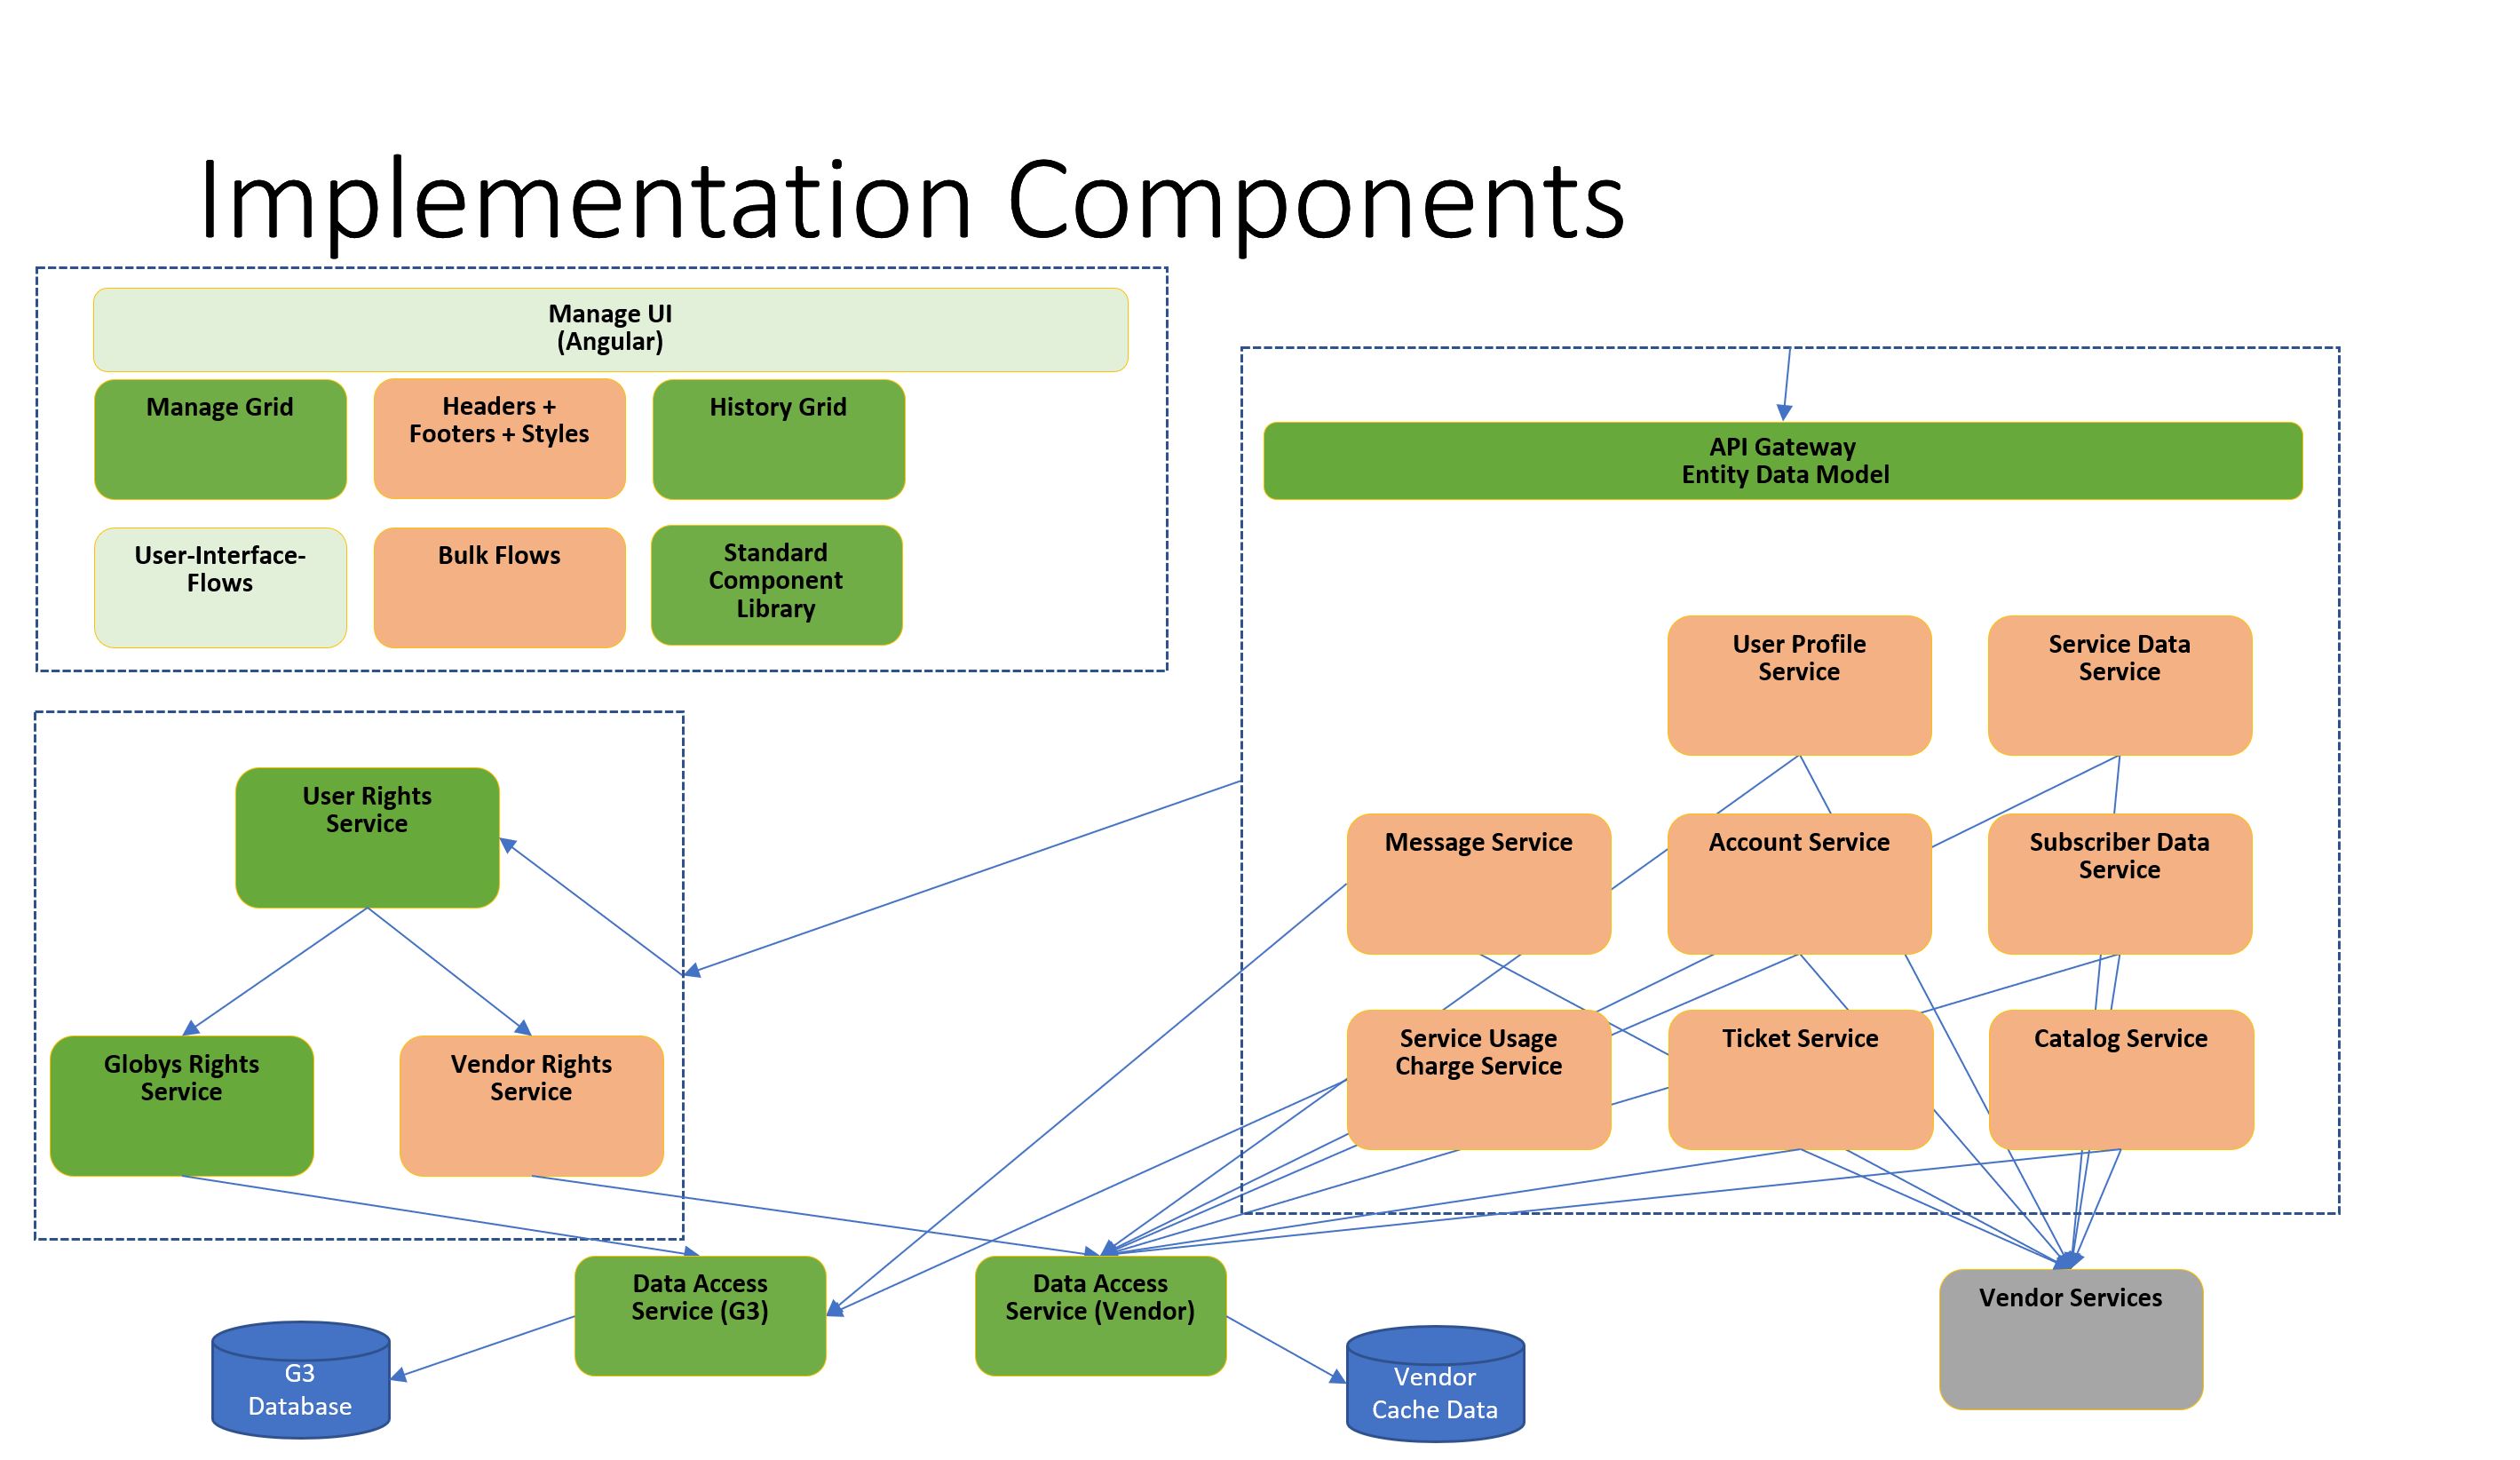 Implementation Components
Manage UI
(Angular)
Manage Grid
Headers +
Footers + Styles
History Grid
User-Interface-
Flows
Bulk Flows
Standard
Component
Library
API Gateway
Entity Data Model
User Profile
Service
Service Data
Service
Message Service
Account Service
Subscriber Data
Service
Service Usage
Charge Service
Ticket Service
Catalog Service
User Rights
Service
Globys Rights
Service
Vendor Rights
Service
Data Access
Service (G3)
Data Access
Service (Vendor)
Vendor Services
G3
Database
Vendor
Cache Data